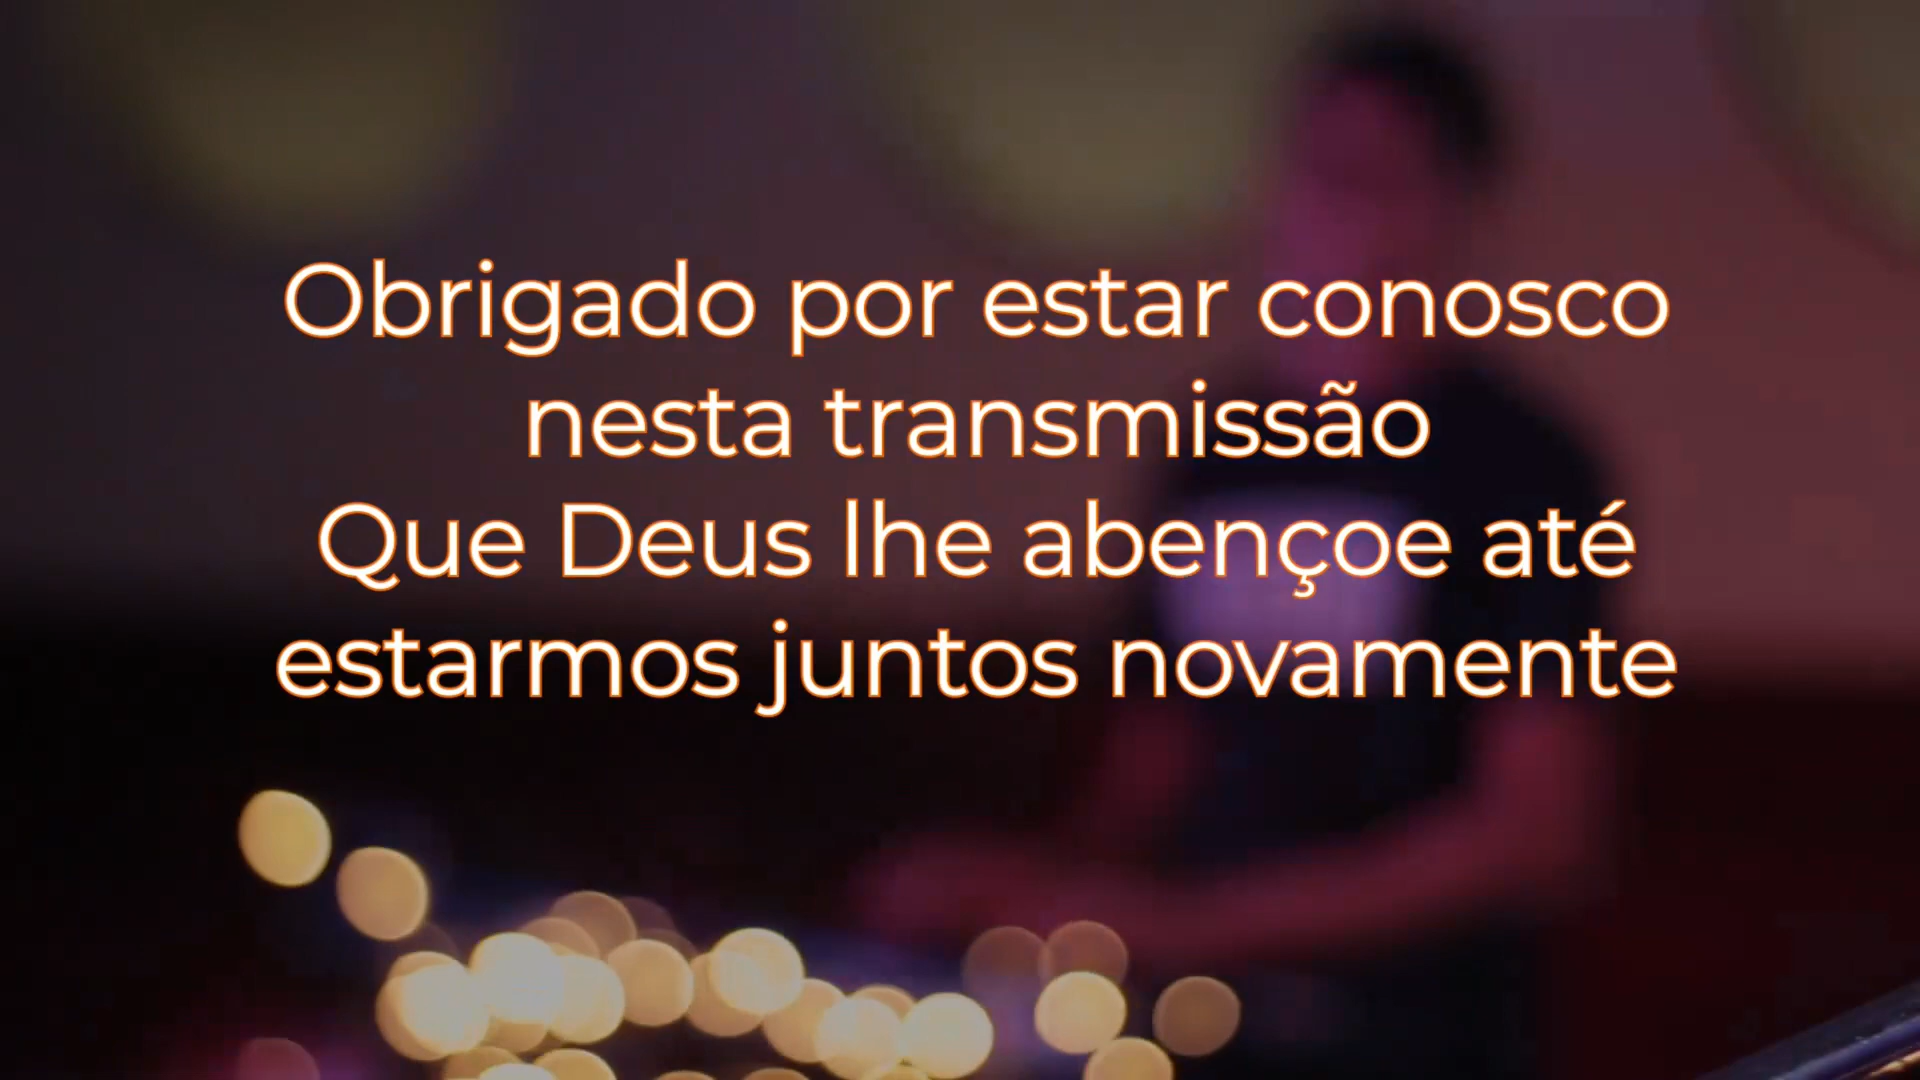 Obrigado por estar conosco
nesta transmissão
Que Deus lhe abençoe até
estarmos juntos novamente